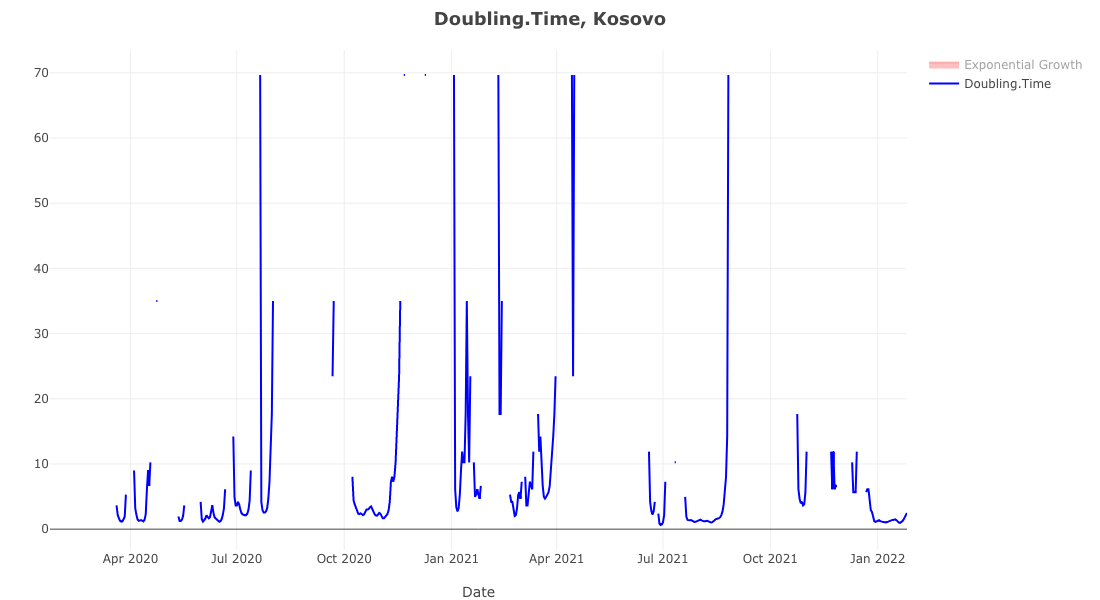 Doubling.Time, Kosovo
Exponential Growth
Doubling.Time
70
60
50
40
30
20
10
0
Apr 2020
Jul 2020
Oct 2020
Jan 2021
Apr 2021
Jul 2021
Oct 2021
Jan 2022
Date